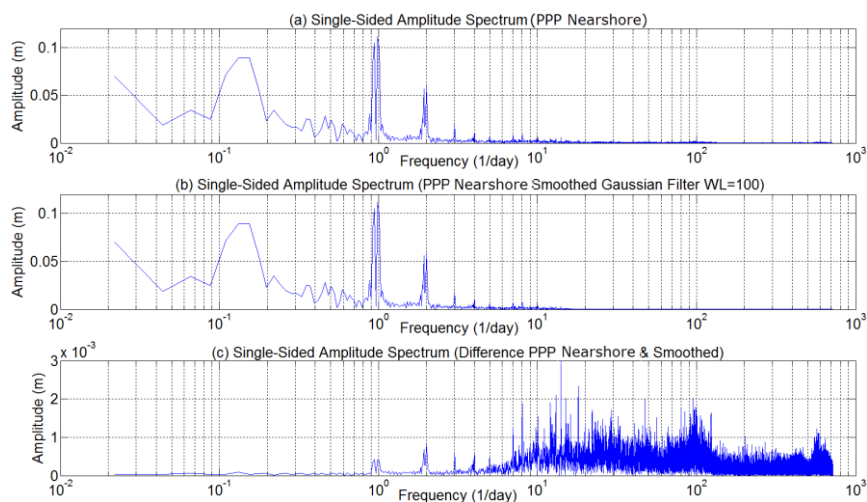 (a) Single-Sided Amplitude Spectrum (PPP Nearshore)
Amplitude (m)
0.1
0.05
0
10^-2
10^-1
10^0
10^1
10^2
10^3
Frequency (1/day)
(b) Single-Sided Amplitude Spectrum (PPP Nearshore Smoothed Gaussian Filter WL=100)
Amplitude (m)
0.1
0.05
0
10^-2
10^-1
10^0
10^1
10^2
10^3
Frequency (1/day)
x 10^-3
(c) Single-Sided Amplitude Spectrum (Difference PPP Nearshore & Smoothed)
Amplitude (m)
3
2
1
0
10^-2
10^-1
10^0
10^1
10^2
10^3
Frequency (1/day)